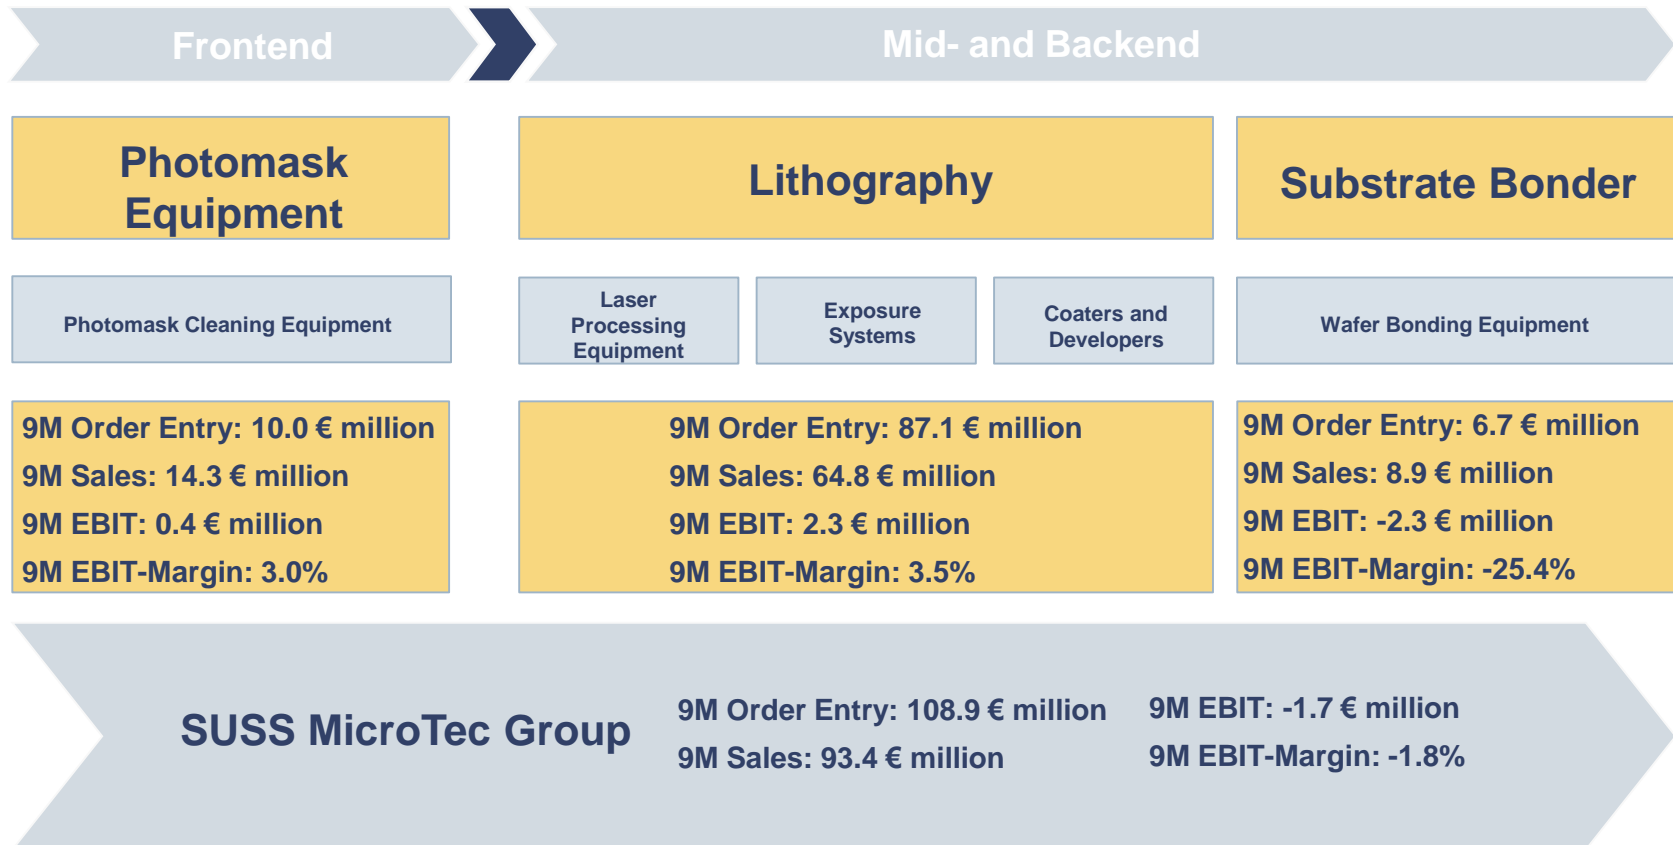 Frontend
Mid- and Backend
Photomask
Equipment
Lithography
Substrate Bonder
Photomask Cleaning Equipment
Laser
Processing
Equipment
Exposure
Systems
Coaters and
Developers
Wafer Bonding Equipment
9M Order Entry: 10.0 € million
9M Sales: 14.3 € million
9M EBIT: 0.4 € million
9M EBIT-Margin: 3.0%
9M Order Entry: 87.1 € million
9M Sales: 64.8 € million
9M EBIT: 2.3 € million
9M EBIT-Margin: 3.5%
9M Order Entry: 6.7 € million
9M Sales: 8.9 € million
9M EBIT: -2.3 € million
9M EBIT-Margin: -25.4%
SUSS MicroTec Group
9M Order Entry: 108.9 € million
9M Sales: 93.4 € million
9M EBIT: -1.7 € million
9M EBIT-Margin: -1.8%